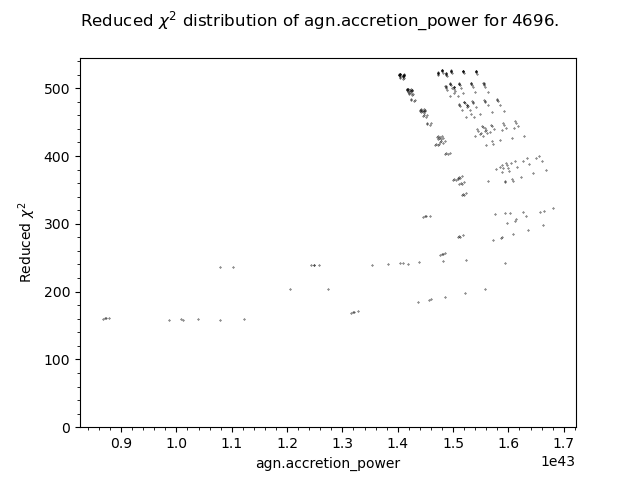 Reduced χ² distribution of agn.accretion_power for 4696.
500
400
300
200
100
0
Reduced χ²
0.9 1.0 1.1 1.2 1.3 1.4 1.5 1.6 1.7
1e43
agn.accretion_power